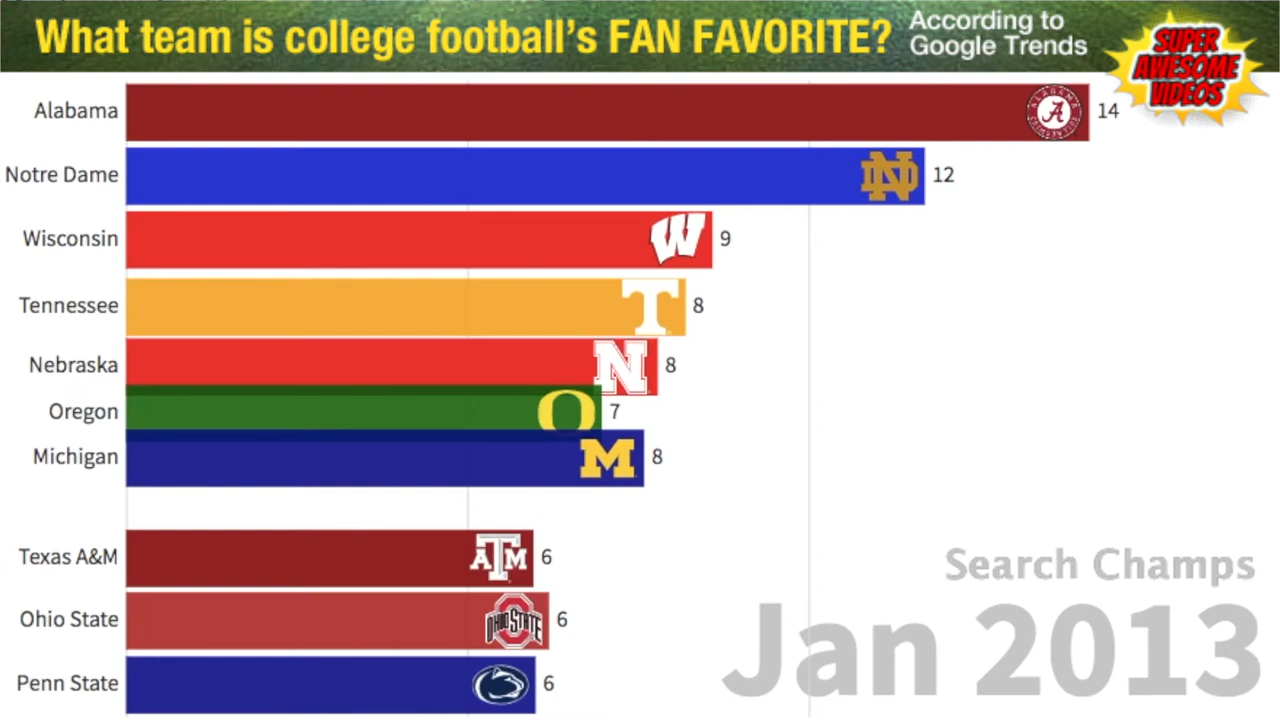 What team is college football's FAN FAVORITE?
According to
Google Trends
SUPER
AWESOME
VIDEOS
Alabama 14
Notre Dame 12
Wisconsin 9
Tennessee 8
Nebraska 8
Oregon 7
Michigan 8
Texas A&M 6
Ohio State 6
Penn State 6
Search Champs
Jan 2013